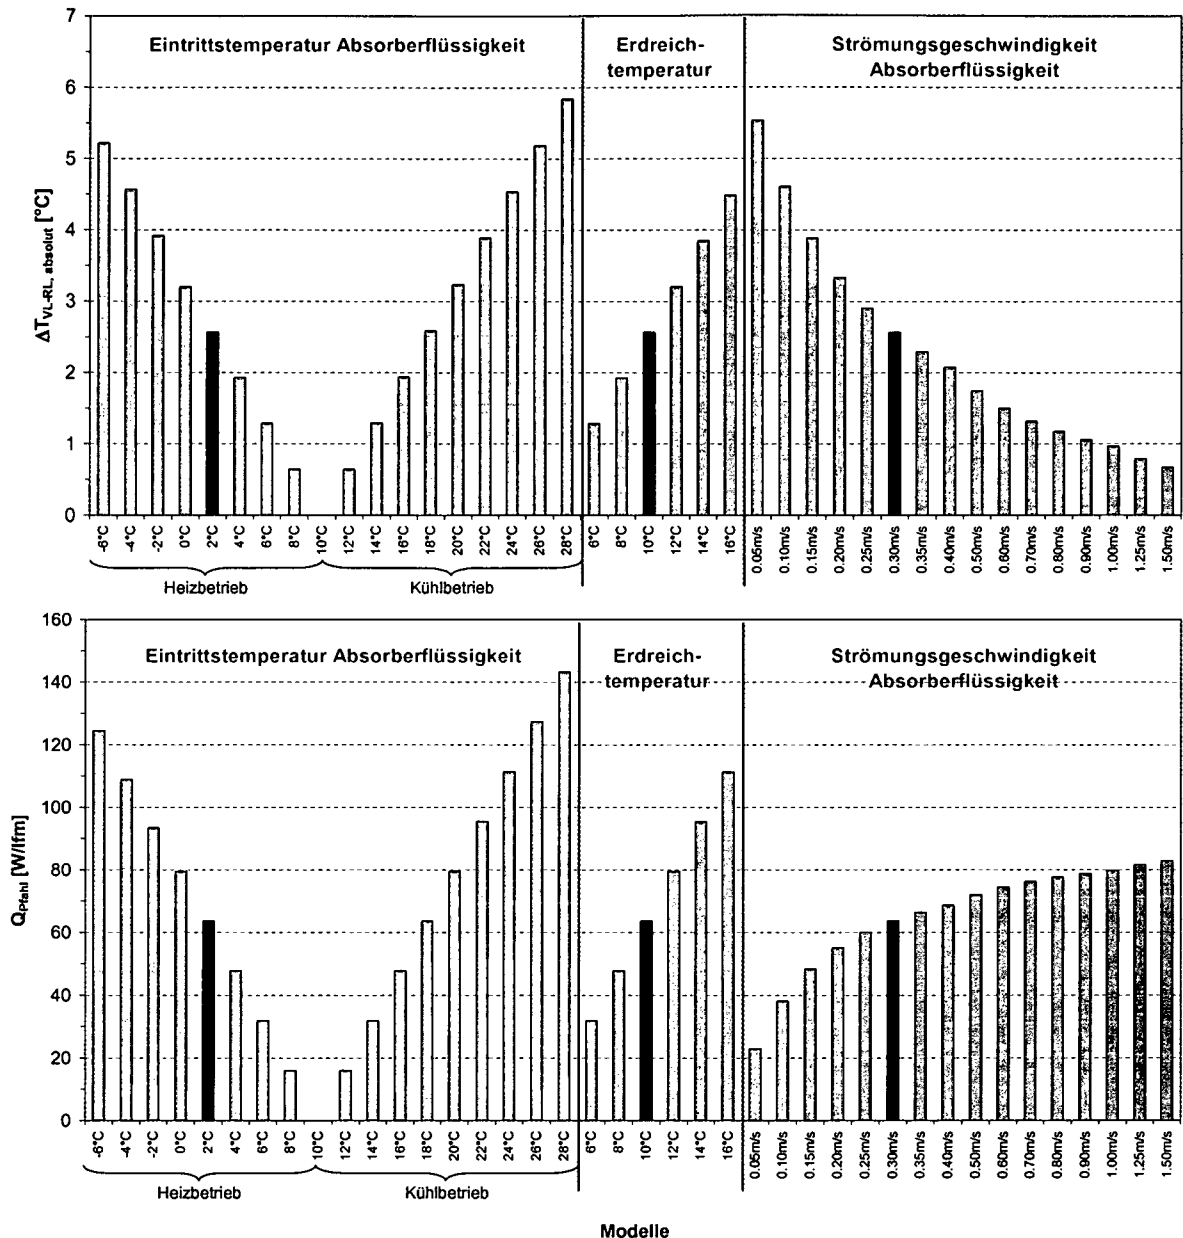 7
6
5
4
3
2
1
0
ΔT VL-RL, absolut [°C]
Eintrittstemperatur Absorberflüssigkeit
Erdreich-
temperatur
Strömungsgeschwindigkeit
Absorberflüssigkeit
-6°C -4°C -2°C 0°C 2°C 4°C 6°C 8°C 10°C 12°C 14°C 16°C 18°C 20°C 22°C 24°C 26°C 28°C
6°C 8°C 10°C 12°C 14°C 16°C
0.05m/s 0.10m/s 0.15m/s 0.20m/s 0.25m/s 0.30m/s 0.35m/s 0.40m/s 0.50m/s 0.60m/s 0.70m/s 0.80m/s 0.90m/s 1.00m/s 1.25m/s 1.50m/s
Heizbetrieb
Kühlbetrieb
160
140
120
100
80
60
40
20
0
Q Pfahl [W/lfm]
Eintrittstemperatur Absorberflüssigkeit
Erdreich-
temperatur
Strömungsgeschwindigkeit
Absorberflüssigkeit
-6°C -4°C -2°C 0°C 2°C 4°C 6°C 8°C 10°C 12°C 14°C 16°C 18°C 20°C 22°C 24°C 26°C 28°C
6°C 8°C 10°C 12°C 14°C 16°C
0.05m/s 0.10m/s 0.15m/s 0.20m/s 0.25m/s 0.30m/s 0.35m/s 0.40m/s 0.50m/s 0.60m/s 0.70m/s 0.80m/s 0.90m/s 1.00m/s 1.25m/s 1.50m/s
Heizbetrieb
Kühlbetrieb
Modelle